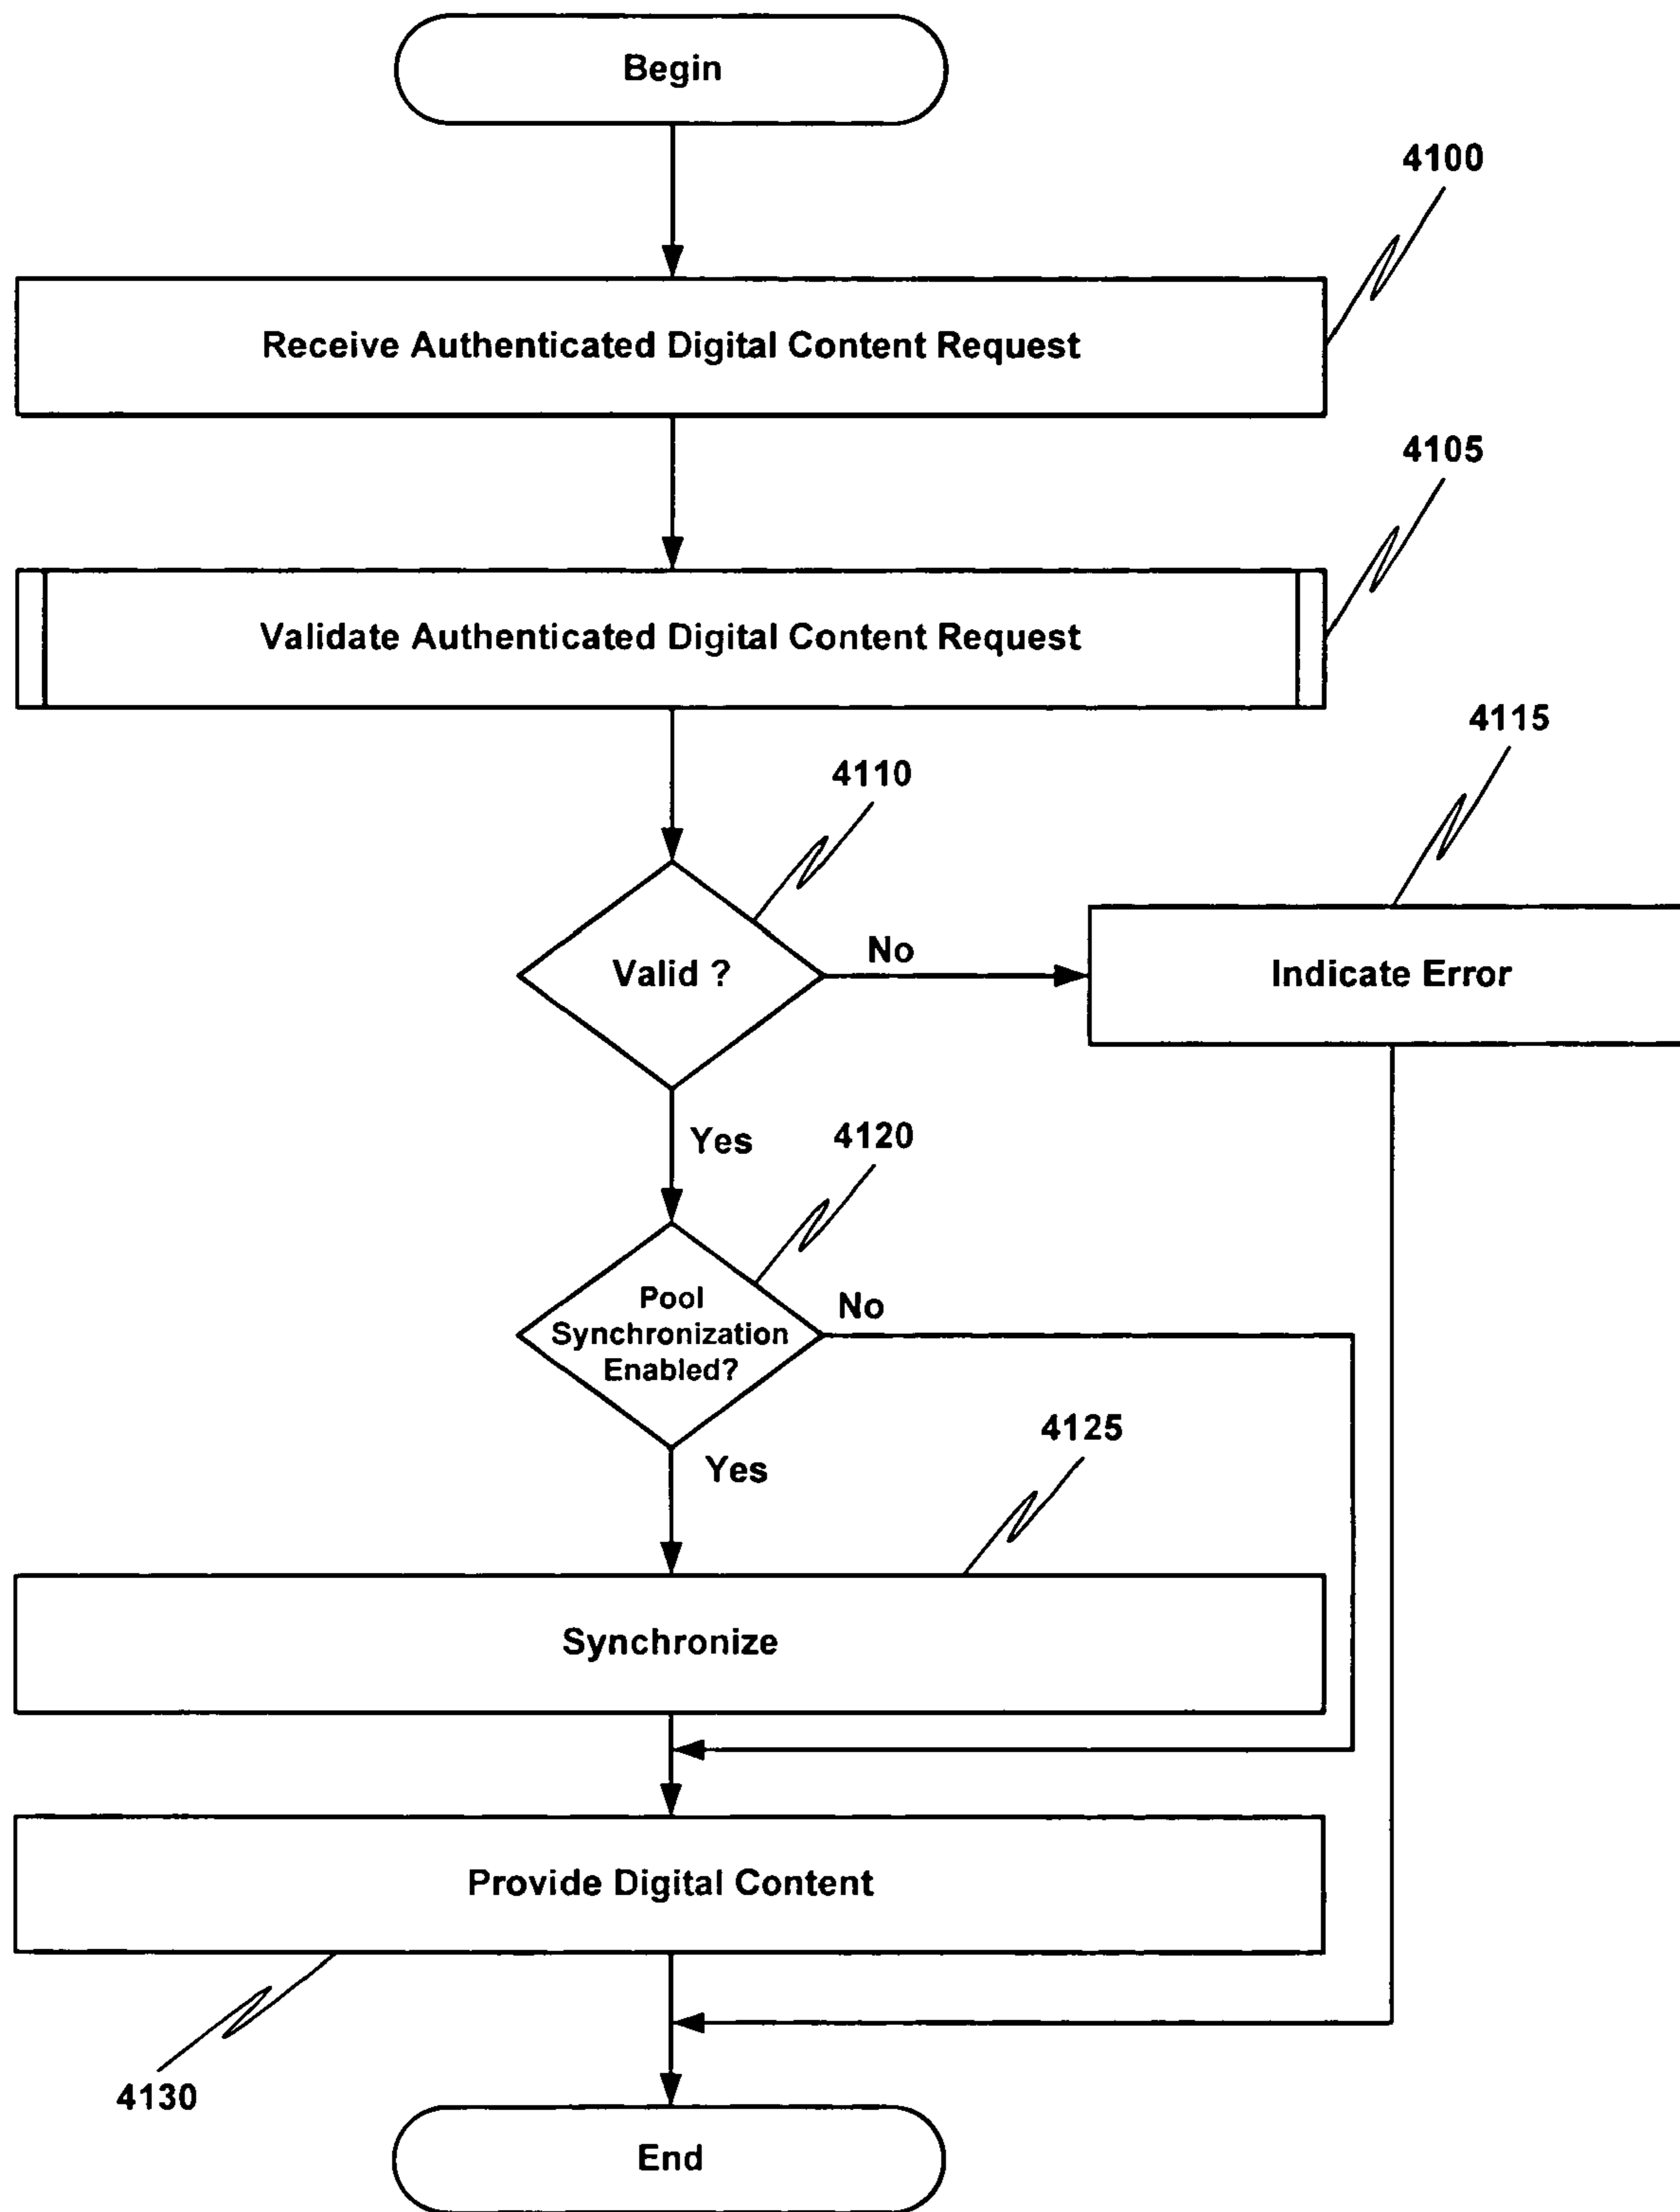 Begin
4100
Receive Authenticated Digital Content Request
4105
Validate Authenticated Digital Content Request
4115
4110
Valid ?
No
Indicate Error
Yes
4120
Pool
Synchronization
Enabled?
No
4125
Yes
Synchronize
Provide Digital Content
4130
End